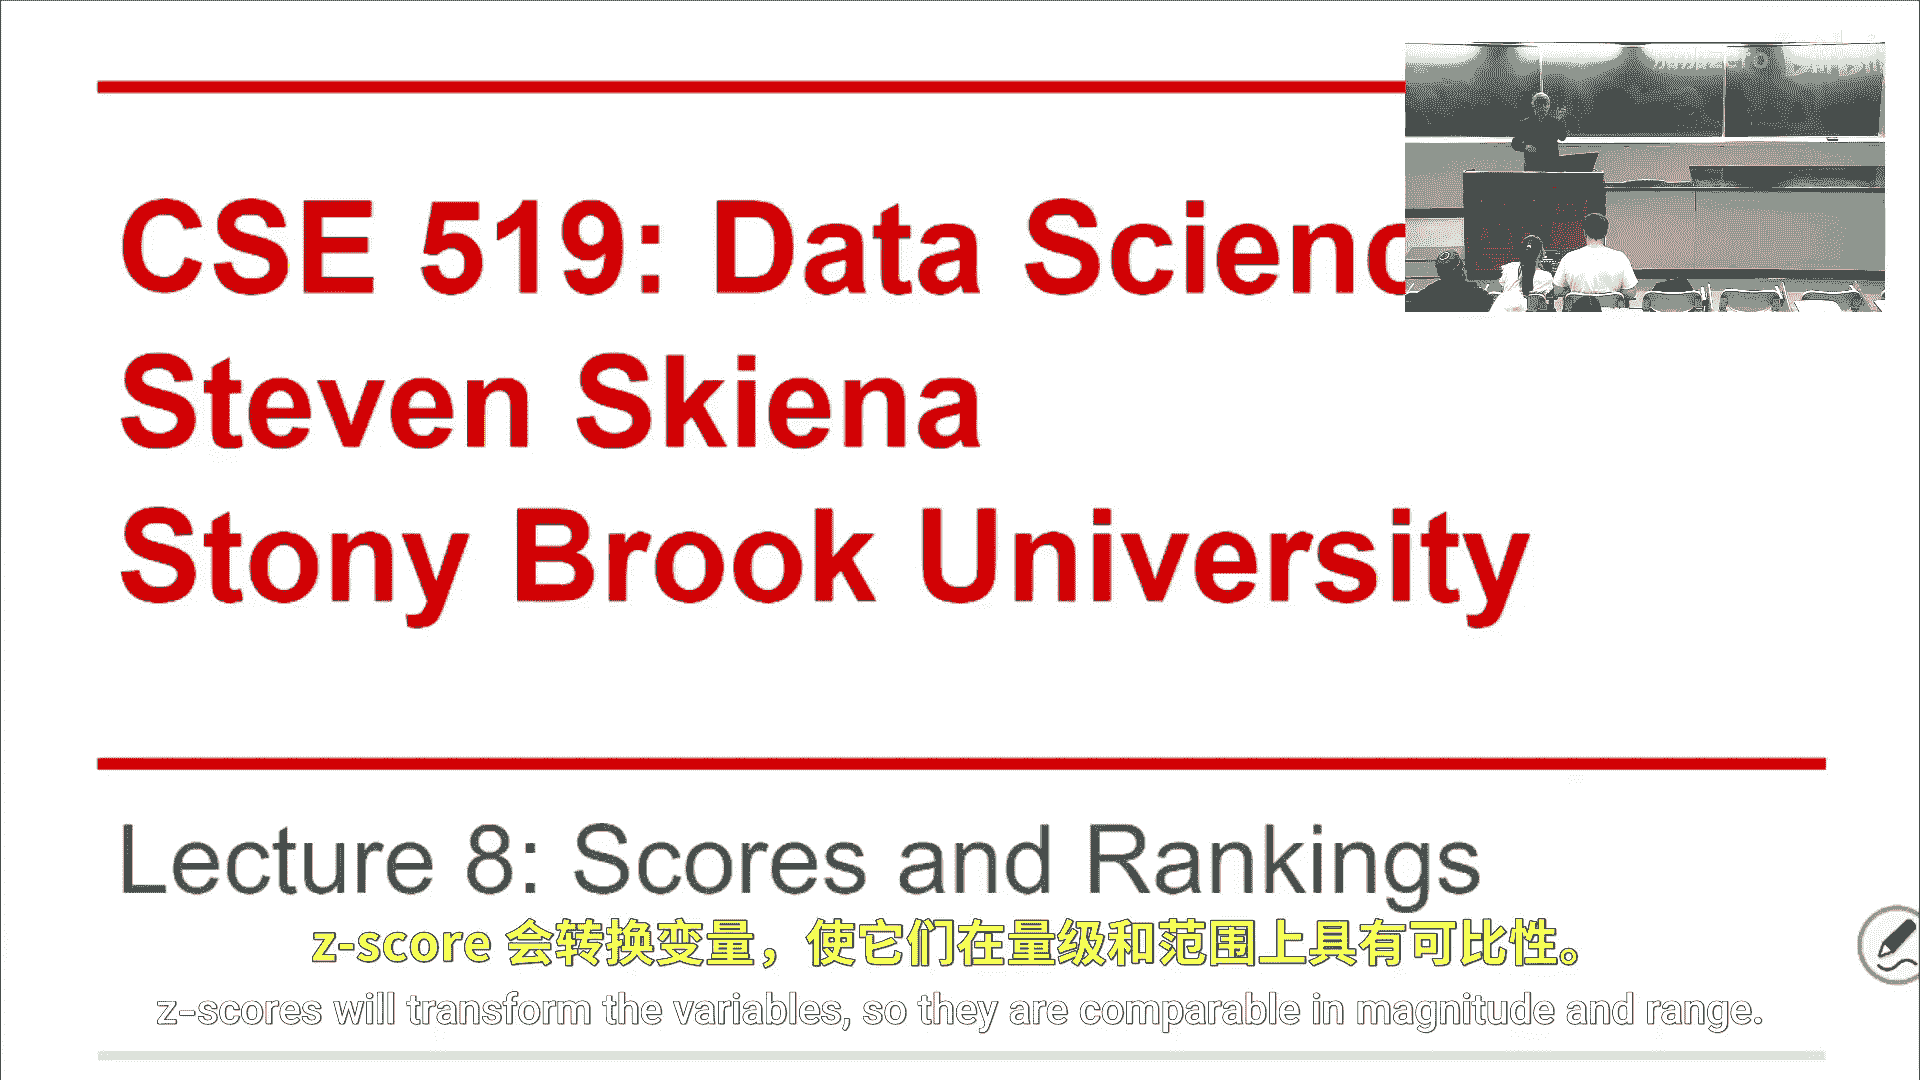 CSE 519: Data Scienc
Steven Skiena
Stony Brook University
Lecture 8: Scores and Rankings
z-score 会转换变量，使它们在量级和范围上具有可比性。
z-scores will transform the variables, so they are comparable in magnitude and range.